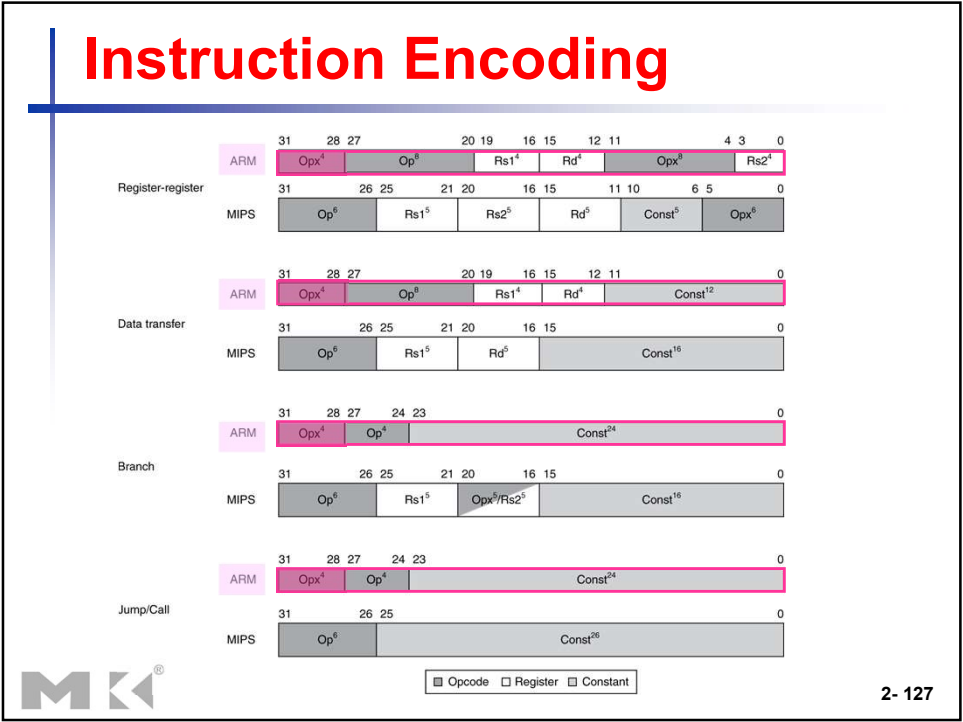 Instruction Encoding
31 28 27 20 19 16 15 12 11 4 3 0
ARM Opx4 Op8 Rs14 Rd4 Opx8 Rs24
Register-register
31 26 25 21 20 16 15 11 10 6 5 0
MIPS Op6 Rs15 Rs25 Rd5 Const5 Opx6
31 28 27 20 19 16 15 12 11 0
ARM Opx4 Op8 Rs14 Rd4 Const12
Data transfer
31 26 25 21 20 16 15 0
MIPS Op6 Rs15 Rd5 Const16
31 28 27 24 23 0
ARM Opx4 Op4 Const24
Branch
31 26 25 21 20 16 15 0
MIPS Op6 Rs15 Opx5/Rs25 Const16
31 28 27 24 23 0
ARM Opx4 Op4 Const24
Jump/Call
31 26 25 0
MIPS Op6 Const26
Opcode Register Constant
MK®
2- 127